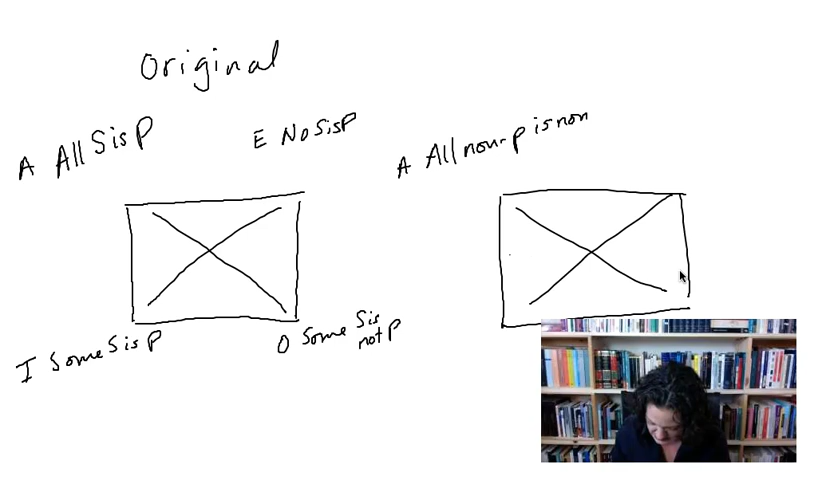 Original
A All S is P
E No S is P
A All non-p is non
I Some S is P
O Some S is
not P